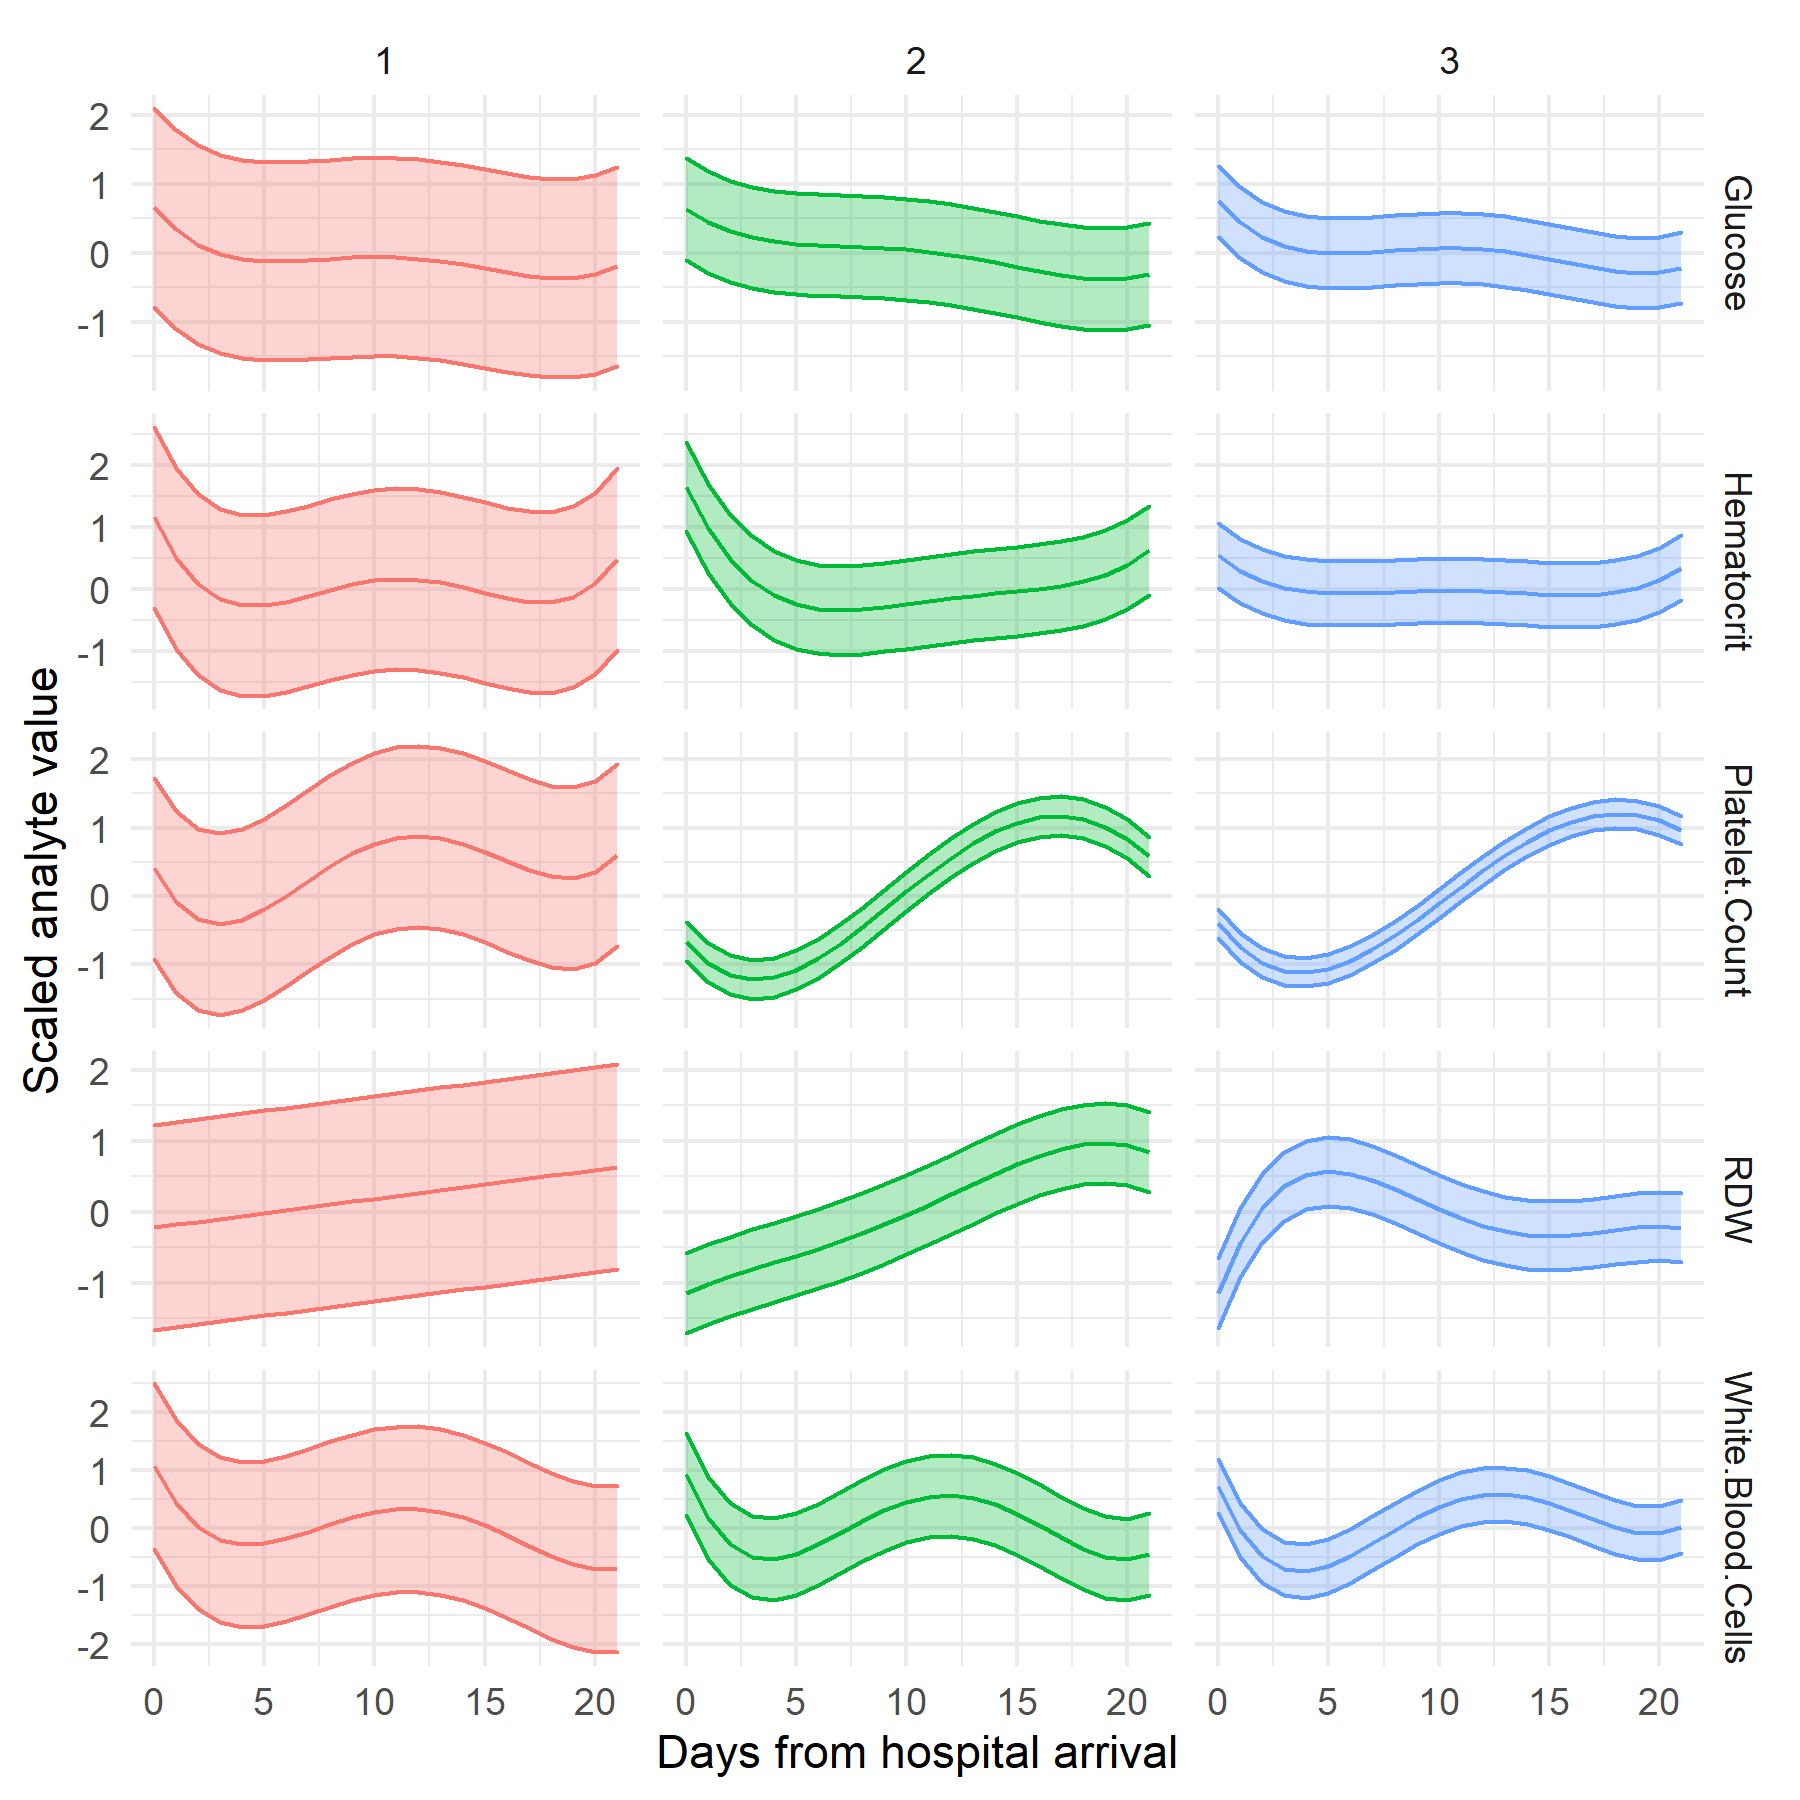 1 2 3
2
1
0
-1
Glucose
2
1
0
-1
Hematocrit
2
1
0
-1
Platelet.Count
2
1
0
-1
RDW
2
1
0
-1
-2
White.Blood.Cells
Scaled analyte value
0 5 10 15 20 0 5 10 15 20 0 5 10 15 20
Days from hospital arrival